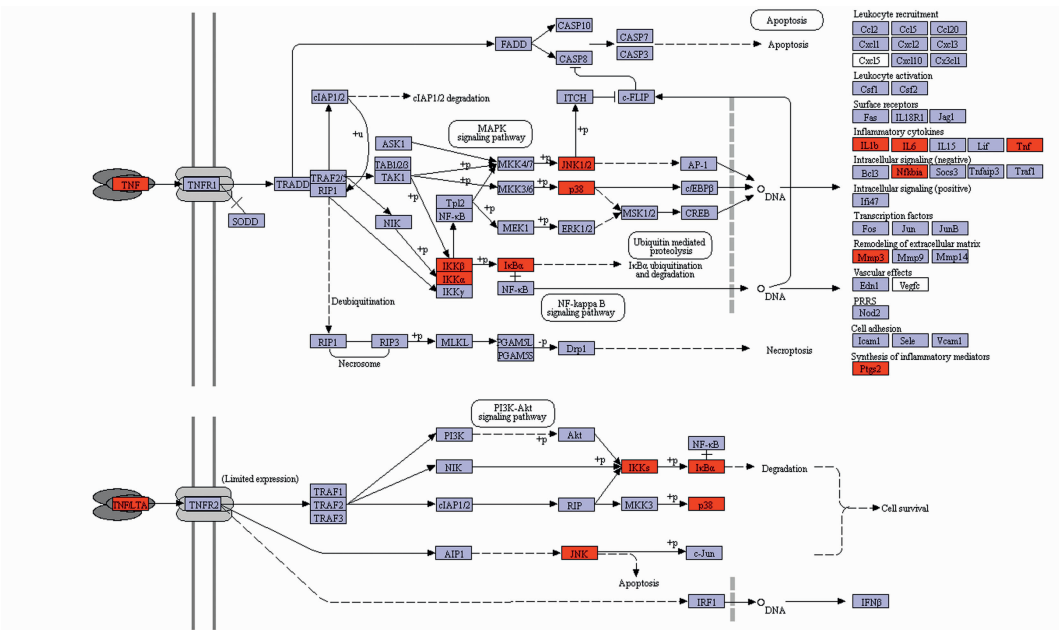 CASP10
FADD
CASP7
Apoptosis
Apoptosis
CASP3
CASP8
cIAP1/2
cIAP1/2 degradation
ITCH
c-FLIP
+u
+p
MAPK
signaling pathway
ASK1
TAB1/2/3
TAK1
MKK4/7
+p
JNK1/2
AP-1
TNF
TNFR1
TRADD
TRAF2/5
RIP1
+p
+p
MKK3/6
+p
p38
c/EBPβ
DNA
SODD
NIK
+p
Tpl2
NF-κB
+p
MSK1/2
CREB
MEK1
+p
ERK1/2
+p
Ubiquitin mediated
proteolysis
IKKβ
IKKα
IKKγ
+p
IκBα
IκBα ubiquitination
and degradation
NF-κB
DNA
Deubiquitination
NF-kappa B
signaling pathway
RIP1
RIP3
+p
MLKL
PGAM5L
PGAM5S
-p
Drp1
Necroptosis
Necrosome
Leukocyte recruitment
Ccl2 Ccl5 Ccl20
Cxcl1 Cxcl2 Cxcl3
Cxcl5 Cxcl10 Cx3cl1
Leukocyte activation
Csf1 Csf2
Surface receptors
Fas IL18R1 Jag1
Inflammatory cytokines
IL1b IL6 IL15 Lif Tnf
Intracellular signaling (negative)
Bcl3 Nfkbia Socs3 Tnfaip3 Traf1
Intracellular signaling (positive)
Ifi47
Transcription factors
Fos Jun JunB
Remodeling of extracellular matrix
Mmp3 Mmp9 Mmp14
Vascular effects
Edn1 Vegfc
PRRS
Nod2
Cell adhesion
Icam1 Sele Vcam1
Synthesis of inflammatory mediators
Ptgs2
PI3K-Akt
signaling pathway
PI3K
+p
Akt
NF-κB
NIK
+p
IKKs
+p
IκBα
Degradation
(Limited expression)
TNF/LTA
TNFR2
TRAF1
TRAF2
TRAF3
cIAP1/2
RIP
MKK3
+p
p38
Cell survival
AIP1
JNK
+p
c-Jun
Apoptosis
IRF1
DNA
IFNβ